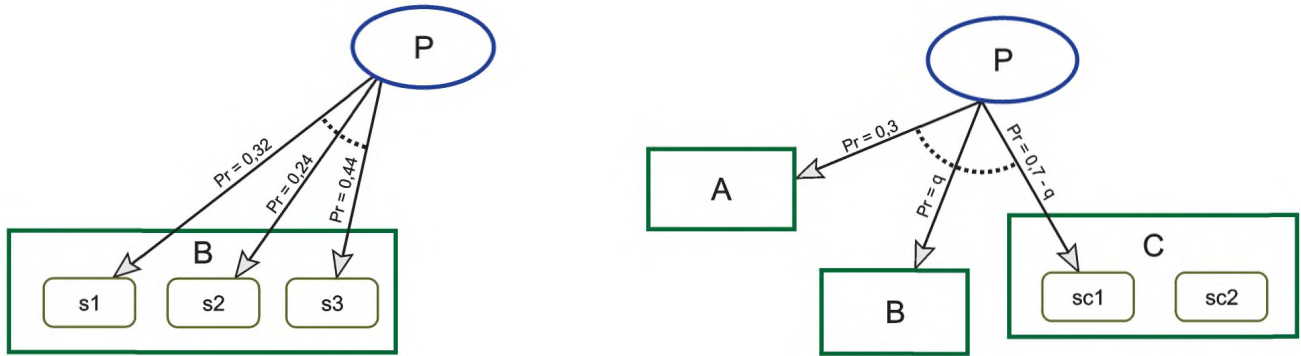 P
Pr = 0,32
Pr = 0,24
Pr = 0,44
B
s1
s2
s3
P
Pr = 0,3
Pr = q
Pr = 0,7 - q
A
B
C
sc1
sc2